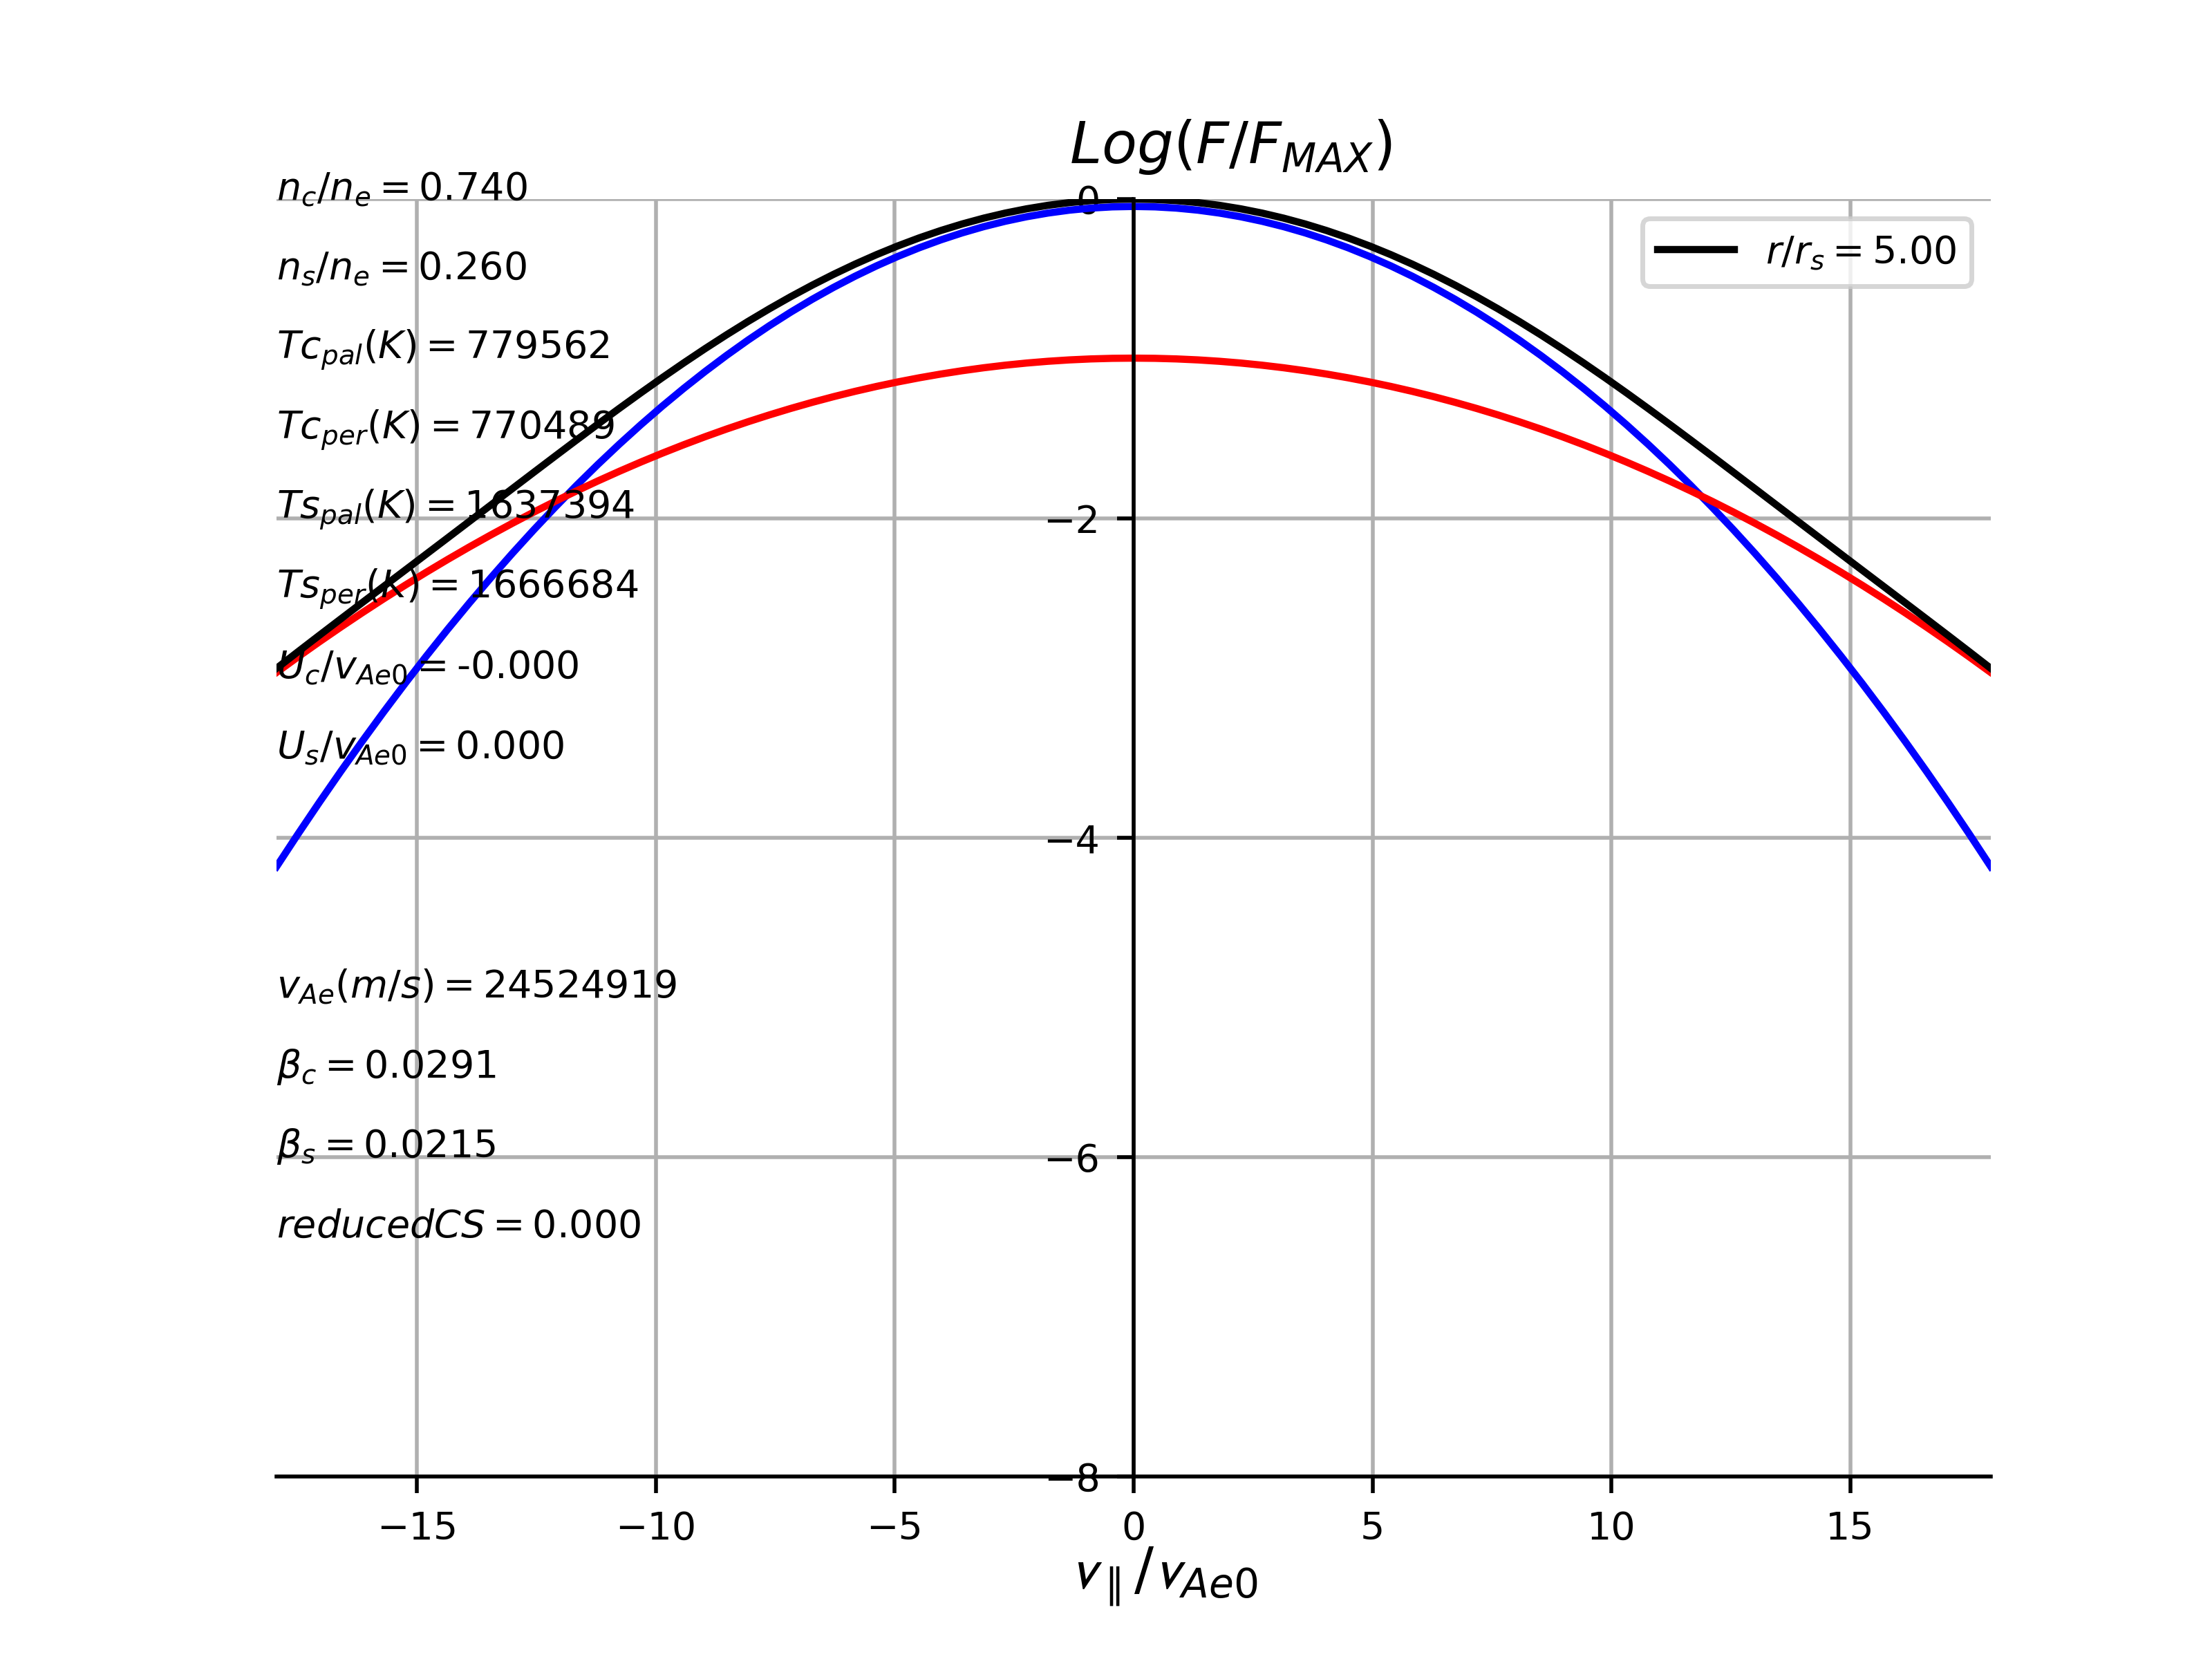 Log(F/F_MAX)
n_c/n_e = 0.740
n_s/n_e = 0.260
Tc_pal(K) = 779562
Tc_per(K) = 770489
Ts_pal(K) = 1637394
Ts_per(K) = 1666684
U_c/v_Ae0 = -0.000
U_s/v_Ae0 = 0.000
v_Ae(m/s) = 24524919
β_c = 0.0291
β_s = 0.0215
reducedCS = 0.000
r/r_s = 5.00
0
−2
−4
−6
−8
−15 −10 −5 0 5 10 15
v_∥/v_Ae0